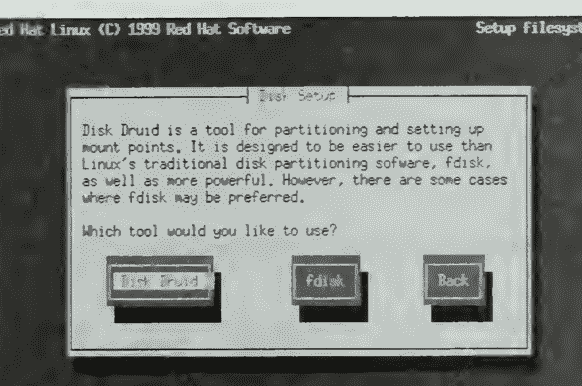 ed Hat Linux (C) 1999 Red Hat Software Setup filesyst
Disk Setup
Disk Druid is a tool for partitioning and setting up
mount points. It is designed to be easier to use than
Linux's traditional disk partitioning sofware, fdisk,
as well as more powerful. However, there are some cases
where fdisk may be preferred.
Which tool would you like to use?
Disk Druid fdisk Back